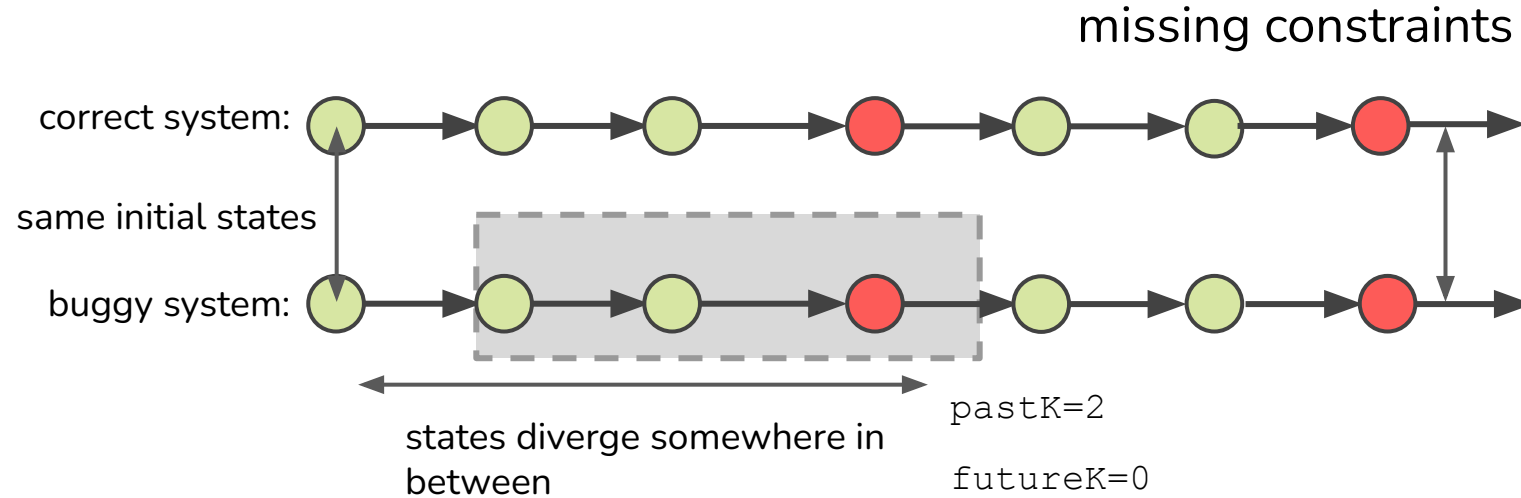 missing constraints
correct system:
same initial states
buggy system:
states diverge somewhere in
between
pastK=2
futureK=0